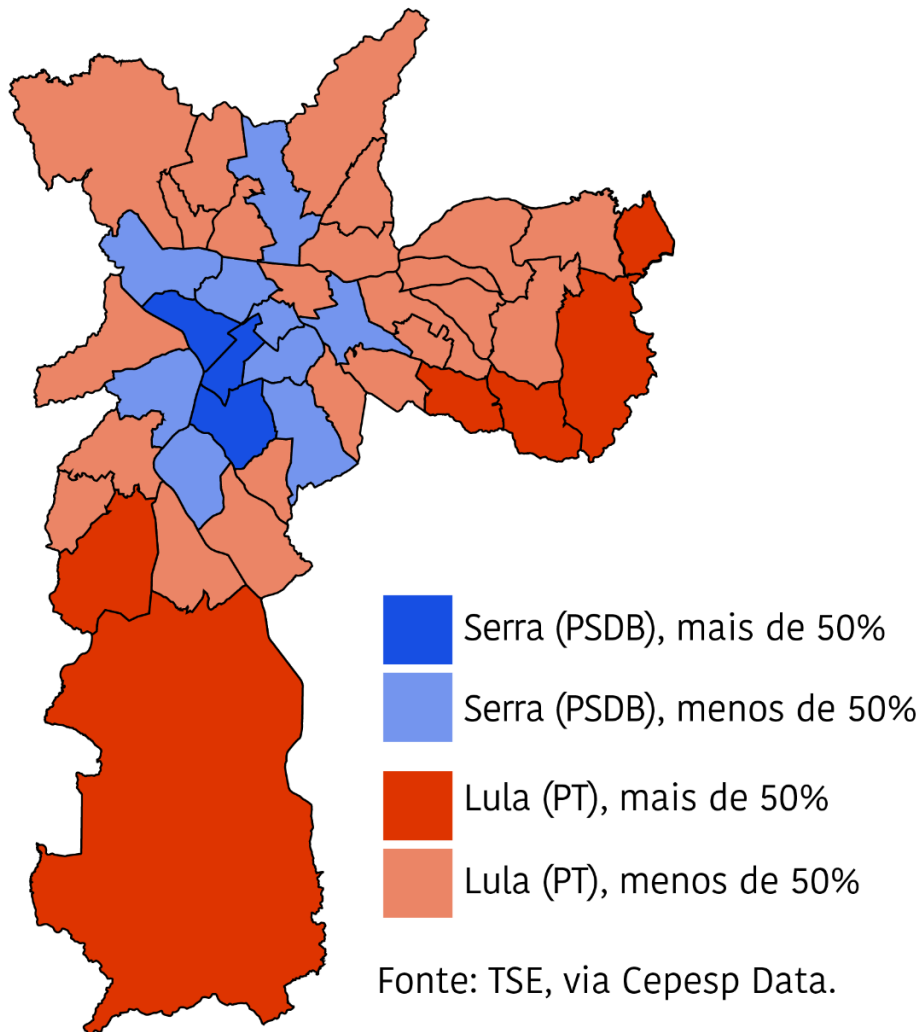 Serra (PSDB), mais de 50%
Serra (PSDB), menos de 50%
Lula (PT), mais de 50%
Lula (PT), menos de 50%
Fonte: TSE, via Cepesp Data.